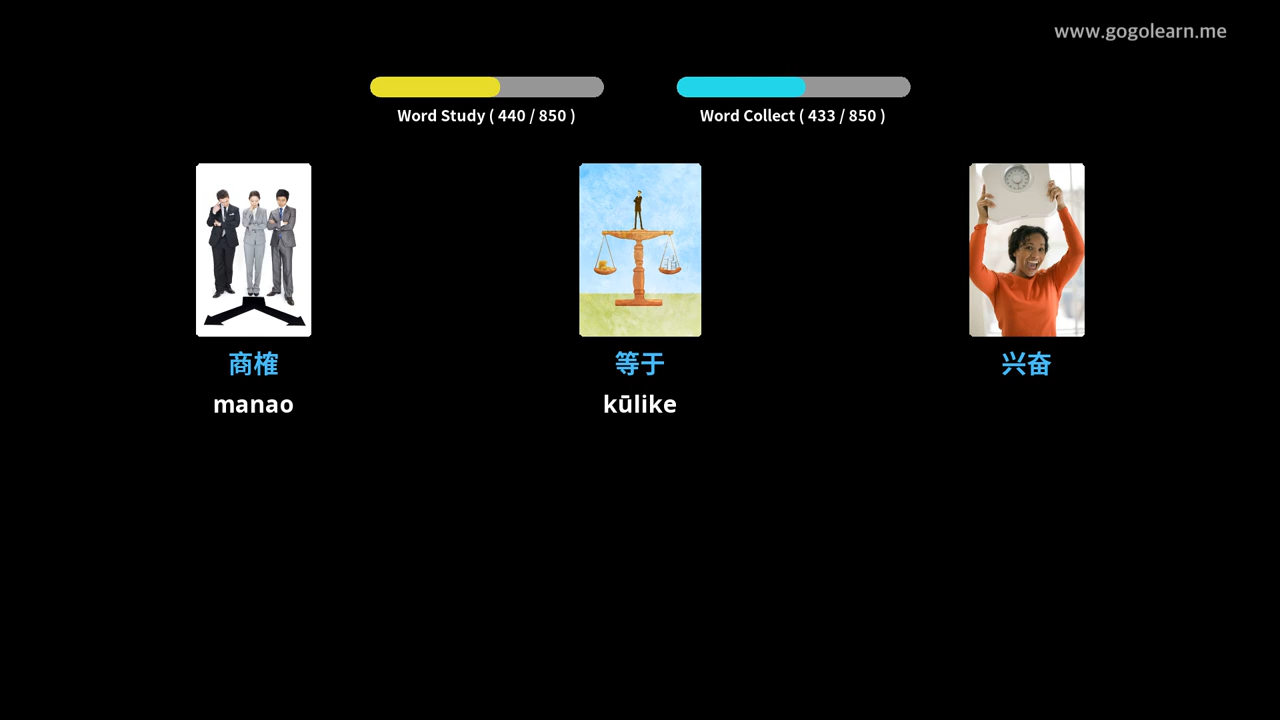 www.gogolearn.me
Word Study ( 440 / 850 )
Word Collect ( 433 / 850 )
商榷
等于
兴奋
manao
kūlike